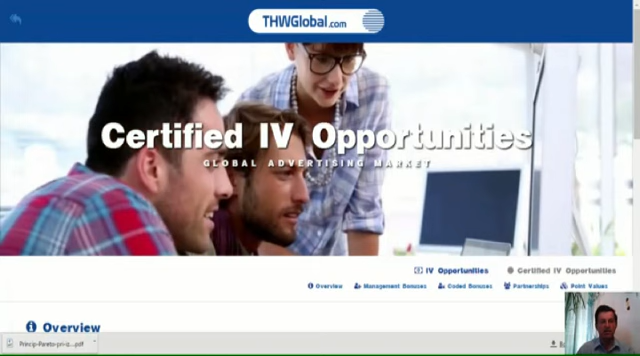 THWGlobal.com
Certified IV Opportunities
GLOBAL ADVERTISING MARKET
IV Opportunities Certified IV Opportunities
Overview Management Bonuses Coded Bonuses Partnerships Point Values
Overview